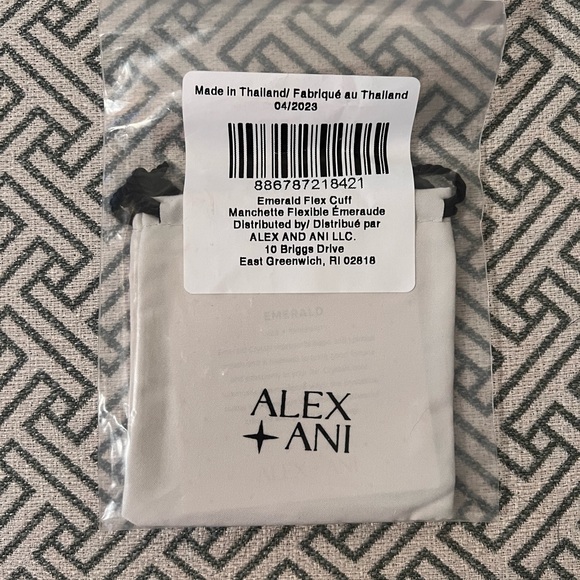 Made in Thailand/ Fabriqué au Thailand
04/2023
886787218421
Emerald Flex Cuff
Manchette Flexible Émeraude
Distributed by/ Distribué par
ALEX AND ANI LLC.
10 Briggs Drive
East Greenwich, RI 02818
EMERALD
ALEX
+ ANI